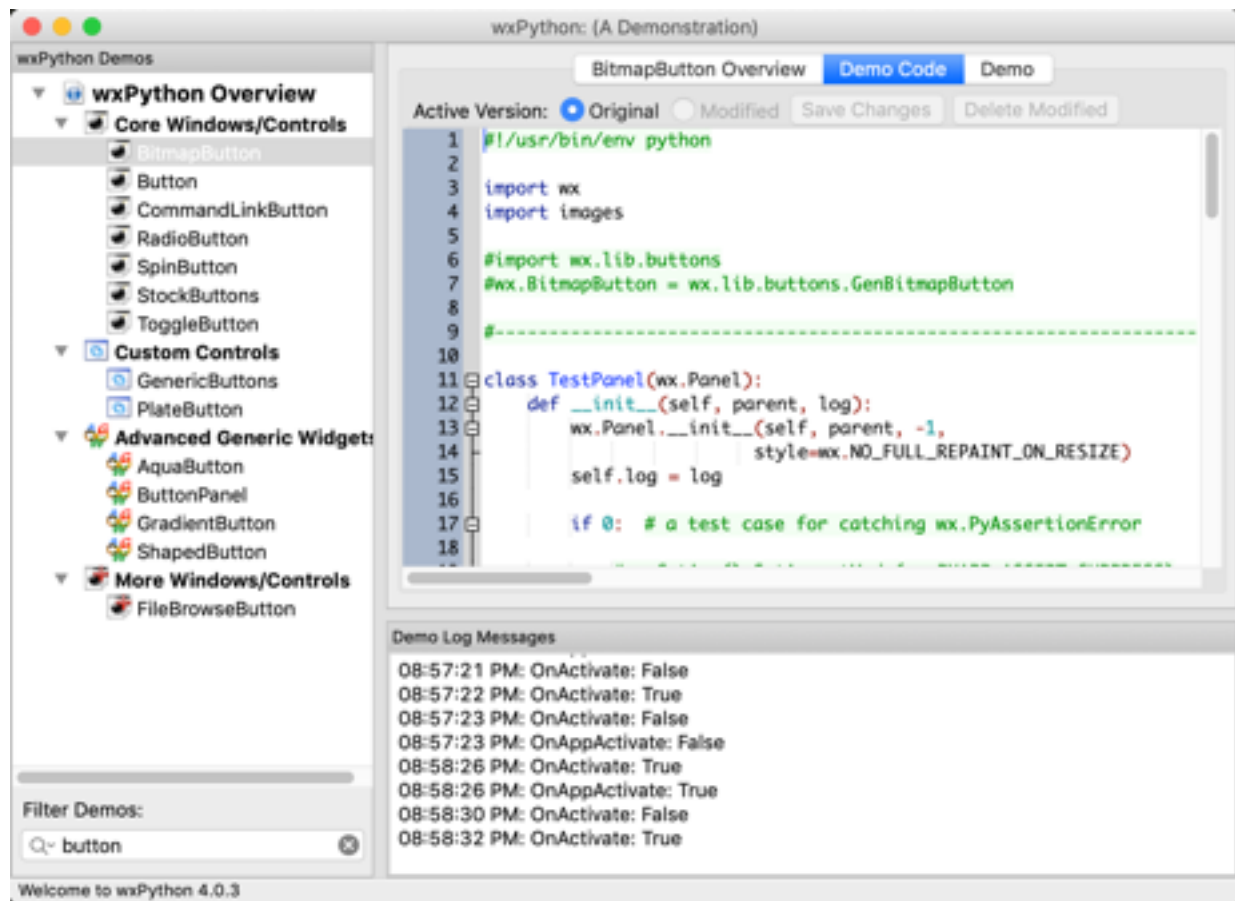 wxPython: (A Demonstration)
wxPython Demos
wxPython Overview
Core Windows/Controls
BitmapButton
Button
CommandLinkButton
RadioButton
SpinButton
StockButtons
ToggleButton
Custom Controls
GenericButtons
PlateButton
Advanced Generic Widgets
AquaButton
ButtonPanel
GradientButton
ShapedButton
More Windows/Controls
FileBrowseButton
Filter Demos:
button
BitmapButton Overview Demo Code Demo
Active Version: Original Modified Save Changes Delete Modified
1 #!/usr/bin/env python
2
3 import wx
4 import images
5
6 #import wx.lib.buttons
7 #wx.BitmapButton = wx.lib.buttons.GenBitmapButton
8
9 #-----------------------------------------------------------------
10
11 class TestPanel(wx.Panel):
12 def __init__(self, parent, log):
13 wx.Panel.__init__(self, parent, -1,
14 style=wx.NO_FULL_REPAINT_ON_RESIZE)
15 self.log = log
16
17 if 0: # a test case for catching wx.PyAssertionError
18
Demo Log Messages
08:57:21 PM: OnActivate: False
08:57:22 PM: OnActivate: True
08:57:23 PM: OnActivate: False
08:57:23 PM: OnAppActivate: False
08:58:26 PM: OnActivate: True
08:58:26 PM: OnAppActivate: True
08:58:30 PM: OnActivate: False
08:58:32 PM: OnActivate: True
Welcome to wxPython 4.0.3